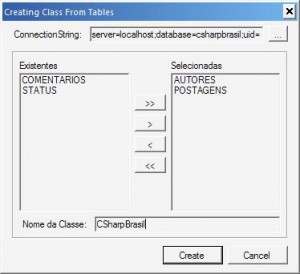 Creating Class From Tables
ConnectionString: server=localhost;database=csharpbrasil;uid= ...
Existentes Selecionadas
COMENTARIOS AUTORES
STATUS POSTAGENS
>>
>
<
<<
Nome da Classe: CSharpBrasil
Create Cancel